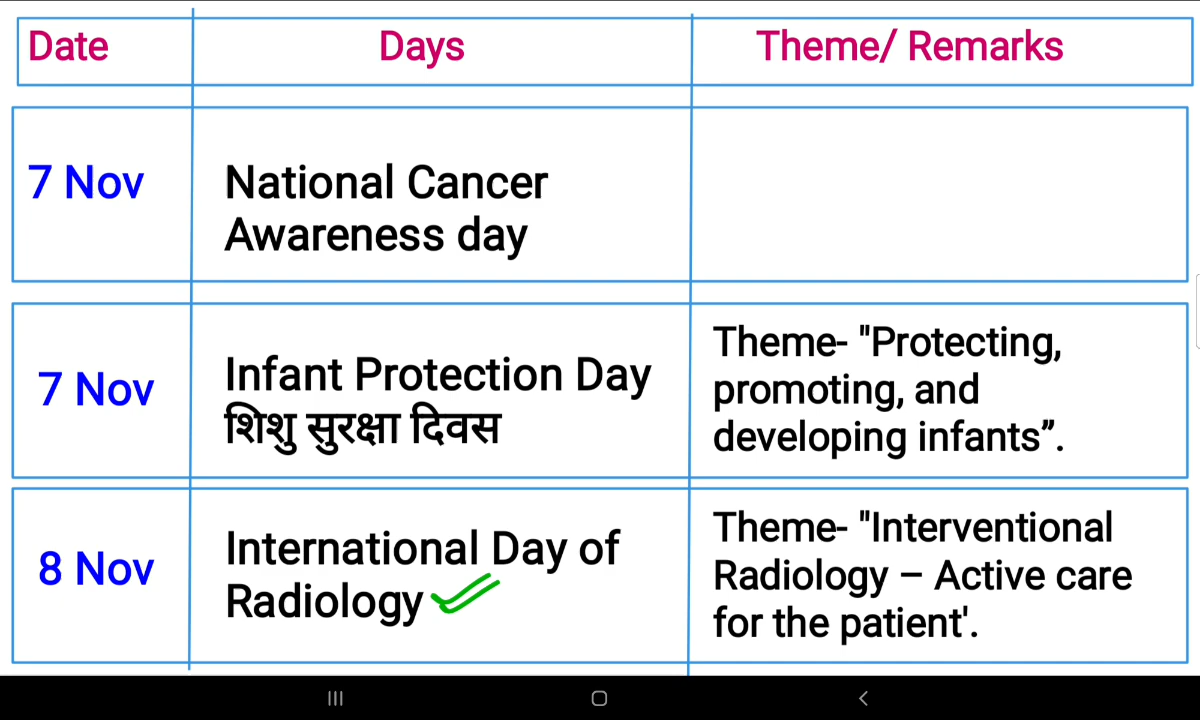 Date Days Theme/ Remarks
7 Nov
National Cancer
Awareness day
7 Nov
Infant Protection Day
शिशु सुरक्षा दिवस
Theme- "Protecting,
promoting, and
developing infants”.
8 Nov
International Day of
Radiology
Theme- "Interventional
Radiology – Active care
for the patient'.